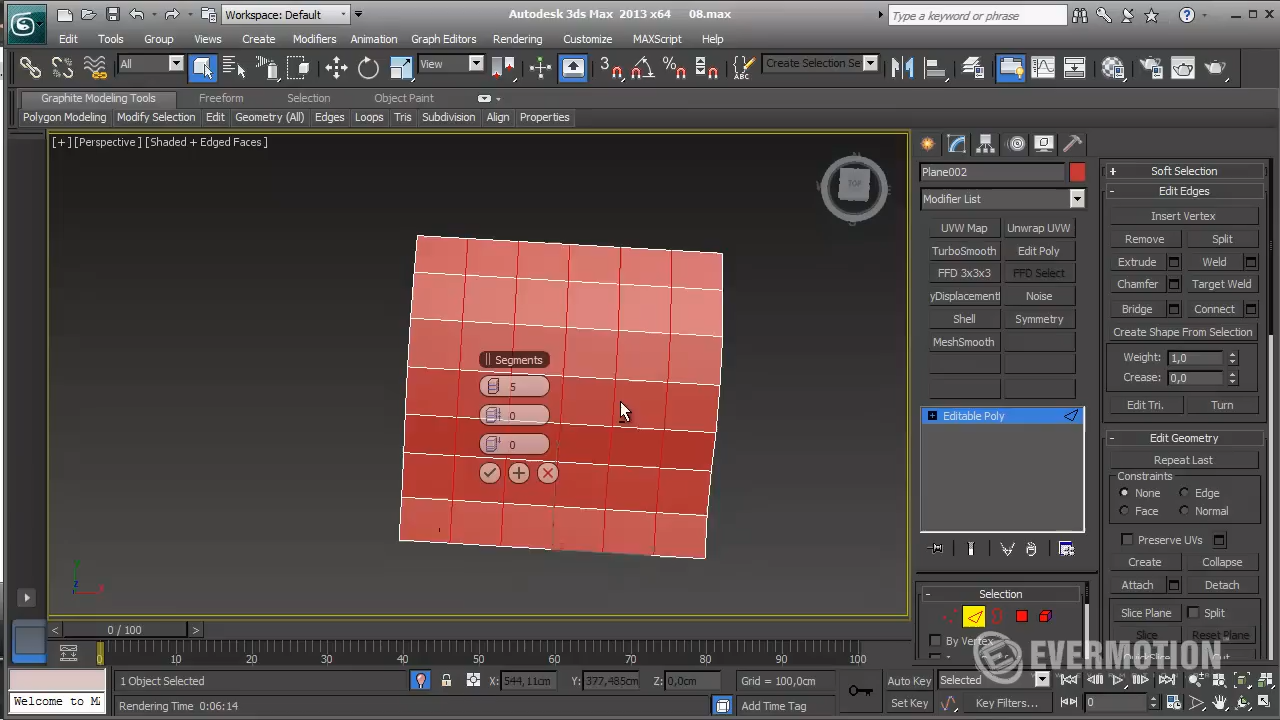 Workspace: Default
Autodesk 3ds Max 2013 x64 08.max
Type a keyword or phrase
Edit Tools Group Views Create Modifiers Animation Graph Editors Rendering Customize MAXScript Help
All View Create Selection Se
Graphite Modeling Tools Freeform Selection Object Paint
Polygon Modeling Modify Selection Edit Geometry (All) Edges Loops Tris Subdivision Align Properties
[+] [Perspective] [Shaded + Edged Faces]
TOP
Segments
5
0
0
Plane002
Modifier List
UVW Map Unwrap UVW
TurboSmooth Edit Poly
FFD 3x3x3 FFD Select
yDisplacement Noise
Shell Symmetry
MeshSmooth
Editable Poly
Selection
By Vertex
Soft Selection
Edit Edges
Insert Vertex
Remove Split
Extrude Weld
Chamfer Target Weld
Bridge Connect
Create Shape From Selection
Weight: 1,0
Crease: 0,0
Edit Tri. Turn
Edit Geometry
Repeat Last
Constraints
None Edge
Face Normal
Preserve UVs
Create Collapse
Attach Detach
Slice Plane Split
Slice Reset Plane
EVERMOTION
0 / 100
0 10 20 30 40 50 60 70 80 90 100
1 Object Selected X: 544,11cm Y: 377,485cm Z: 0,0cm Grid = 100,0cm Auto Key Selected
Welcome to M
Rendering Time 0:06:14 Add Time Tag Set Key Key Filters... 0